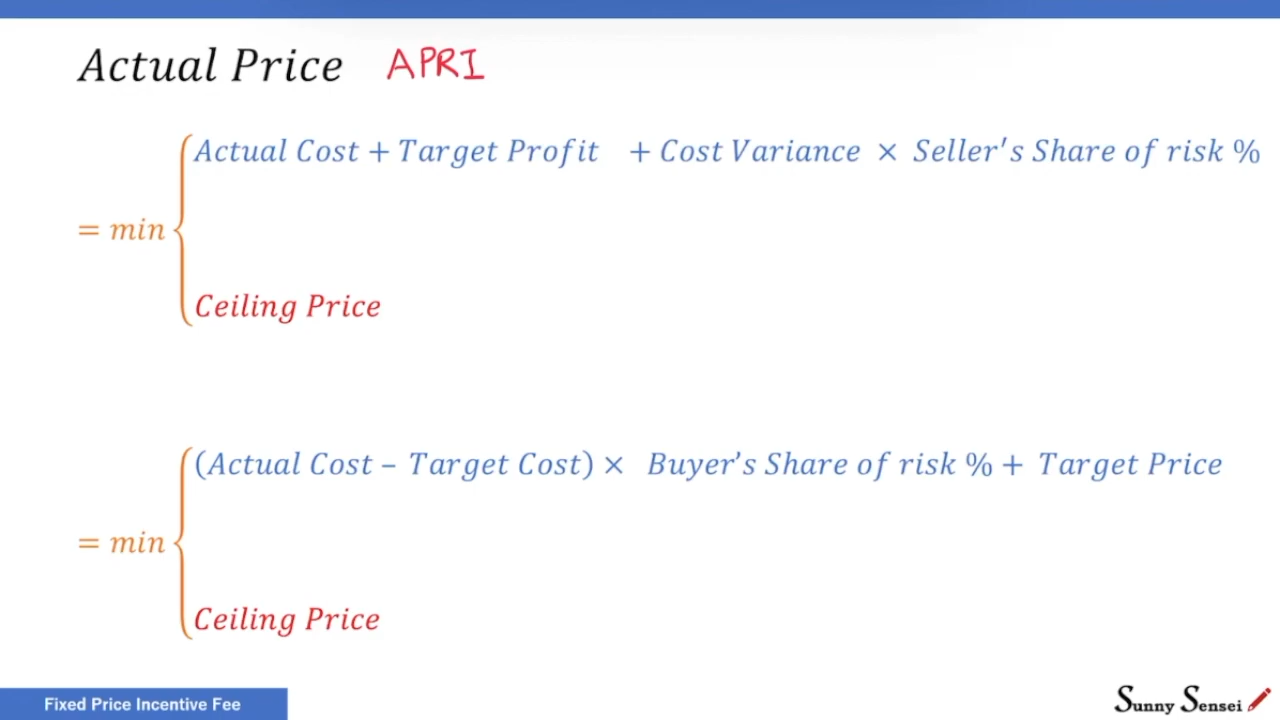 Actual Price APRI
Actual Cost + Target Profit + Cost Variance × Seller's Share of risk %
= min
Ceiling Price
(Actual Cost – Target Cost) × Buyer's Share of risk % + Target Price
= min
Ceiling Price
Fixed Price Incentive Fee
Sunny Sensei